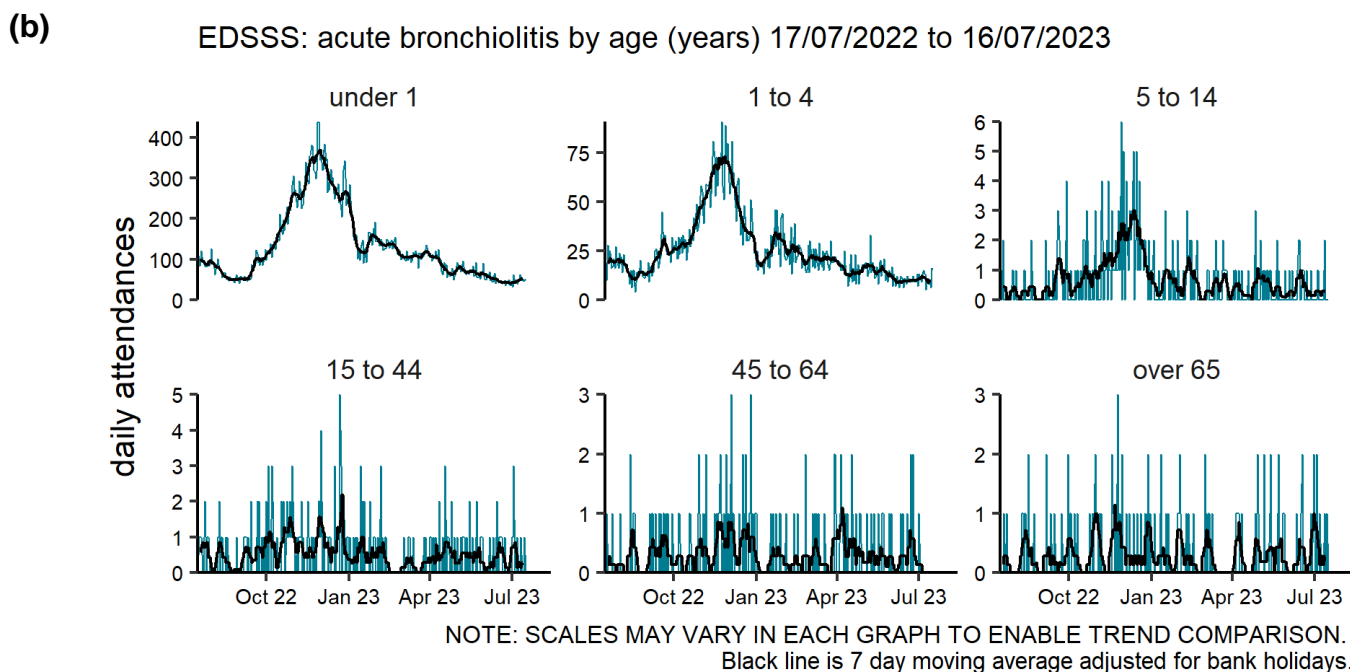 (b)
EDSSS: acute bronchiolitis by age (years) 17/07/2022 to 16/07/2023
daily attendances
under 1
400
300
200
100
0
1 to 4
75
50
25
0
5 to 14
6
5
4
3
2
1
0
15 to 44
5
4
3
2
1
0
Oct 22 Jan 23 Apr 23 Jul 23
45 to 64
3
2
1
0
Oct 22 Jan 23 Apr 23 Jul 23
over 65
3
2
1
0
Oct 22 Jan 23 Apr 23 Jul 23
NOTE: SCALES MAY VARY IN EACH GRAPH TO ENABLE TREND COMPARISON.
Black line is 7 day moving average adjusted for bank holidays.